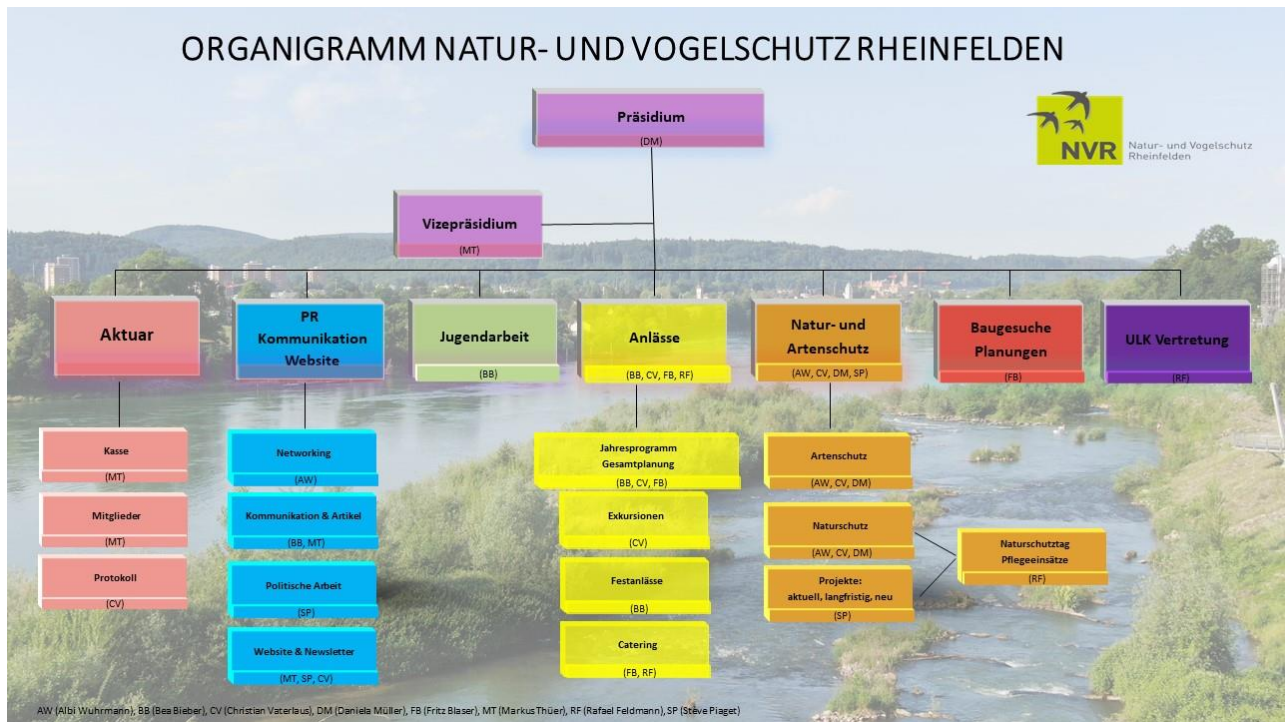 ORGANIGRAMM NATUR- UND VOGELSCHUTZ RHEINFELDEN
Präsidium
(DM)
NVR
Natur- und Vogelschutz
Rheinfelden
Vizepräsidium
(MT)
Aktuar
PR
Kommunikation
Website
Jugendarbeit
(BB)
Anlässe
(BB, CV, FB, RF)
Natur- und
Artenschutz
(AW, CV, DM, SP)
Baugesuche
Planungen
(FB)
ULK Vertretung
(RF)
Kasse
(MT)
Mitglieder
(MT)
Protokoll
(CV)
Networking
(AW)
Kommunikation & Artikel
(BB, MT)
Politische Arbeit
(SP)
Website & Newsletter
(MT, SP, CV)
Jahresprogramm
Gesamtplanung
(BB, CV, FB)
Exkursionen
(CV)
Festanlässe
(BB)
Catering
(FB, RF)
Artenschutz
(AW, CV, DM)
Naturschutz
(AW, CV, DM)
Projekte:
aktuell, langfristig, neu
(SP)
Naturschutztag
Pflegeeinsätze
(RF)
AW (Albi Wuhrmann), BB (Bea Bieber), CV (Christian Vaterlaus), DM (Daniela Müller), FB (Fritz Blaser), MT (Markus Thüer), RF (Rafael Feldmann), SP (Stève Piaget)